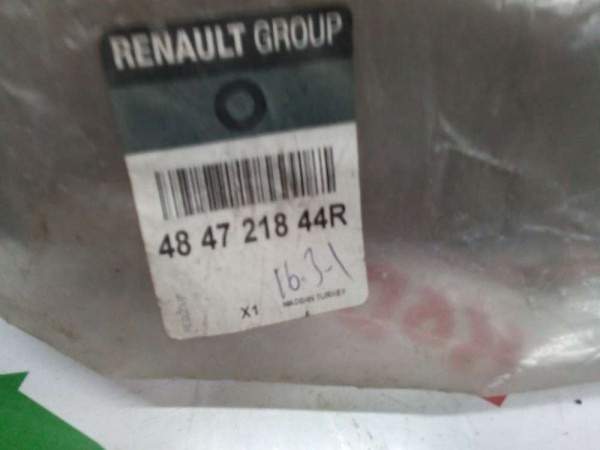 RENAULT GROUP
48 47 218 44R
16-3-1
X1